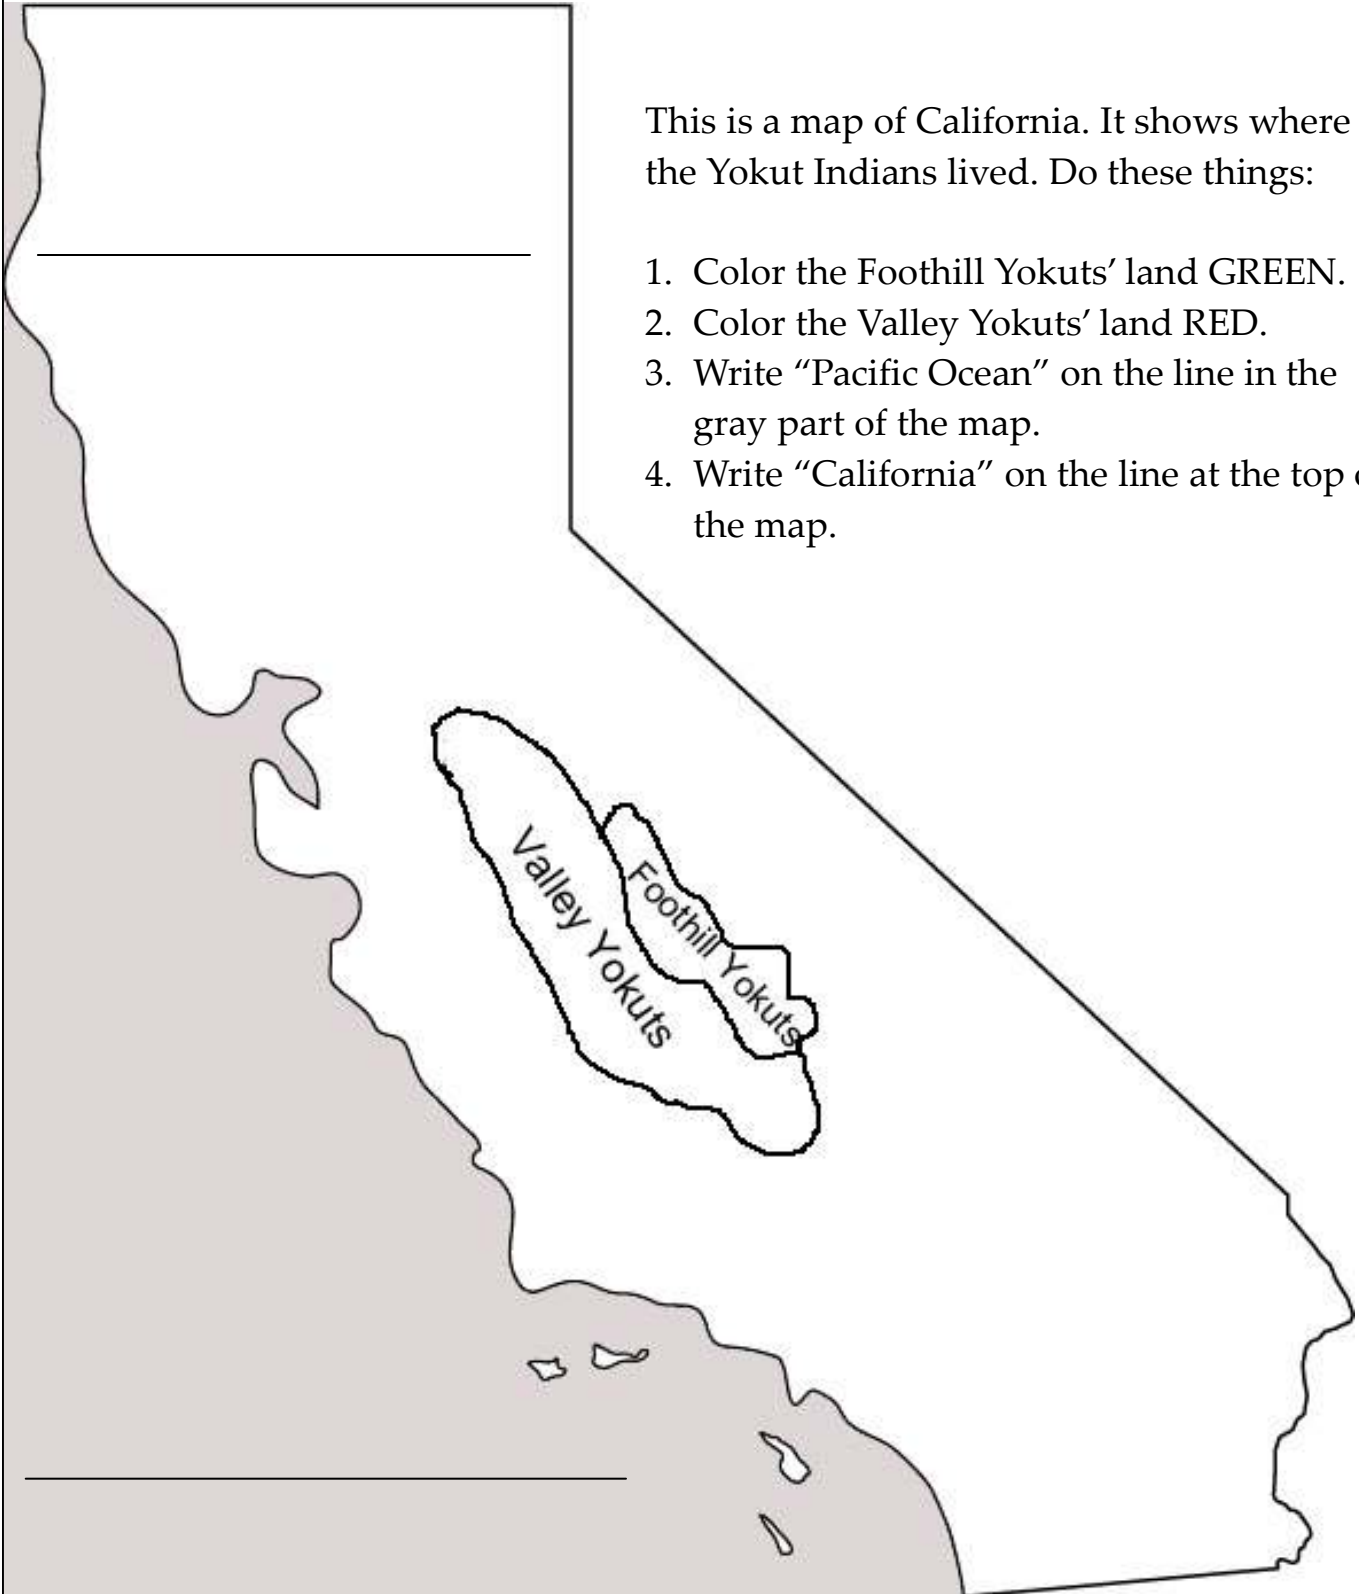 This is a map of California. It shows where
the Yokut Indians lived. Do these things:
1. Color the Foothill Yokuts’ land GREEN.
2. Color the Valley Yokuts’ land RED.
3. Write “Pacific Ocean” on the line in the
gray part of the map.
4. Write “California” on the line at the top
the map.
Valley Yokuts
Foothill Yokuts